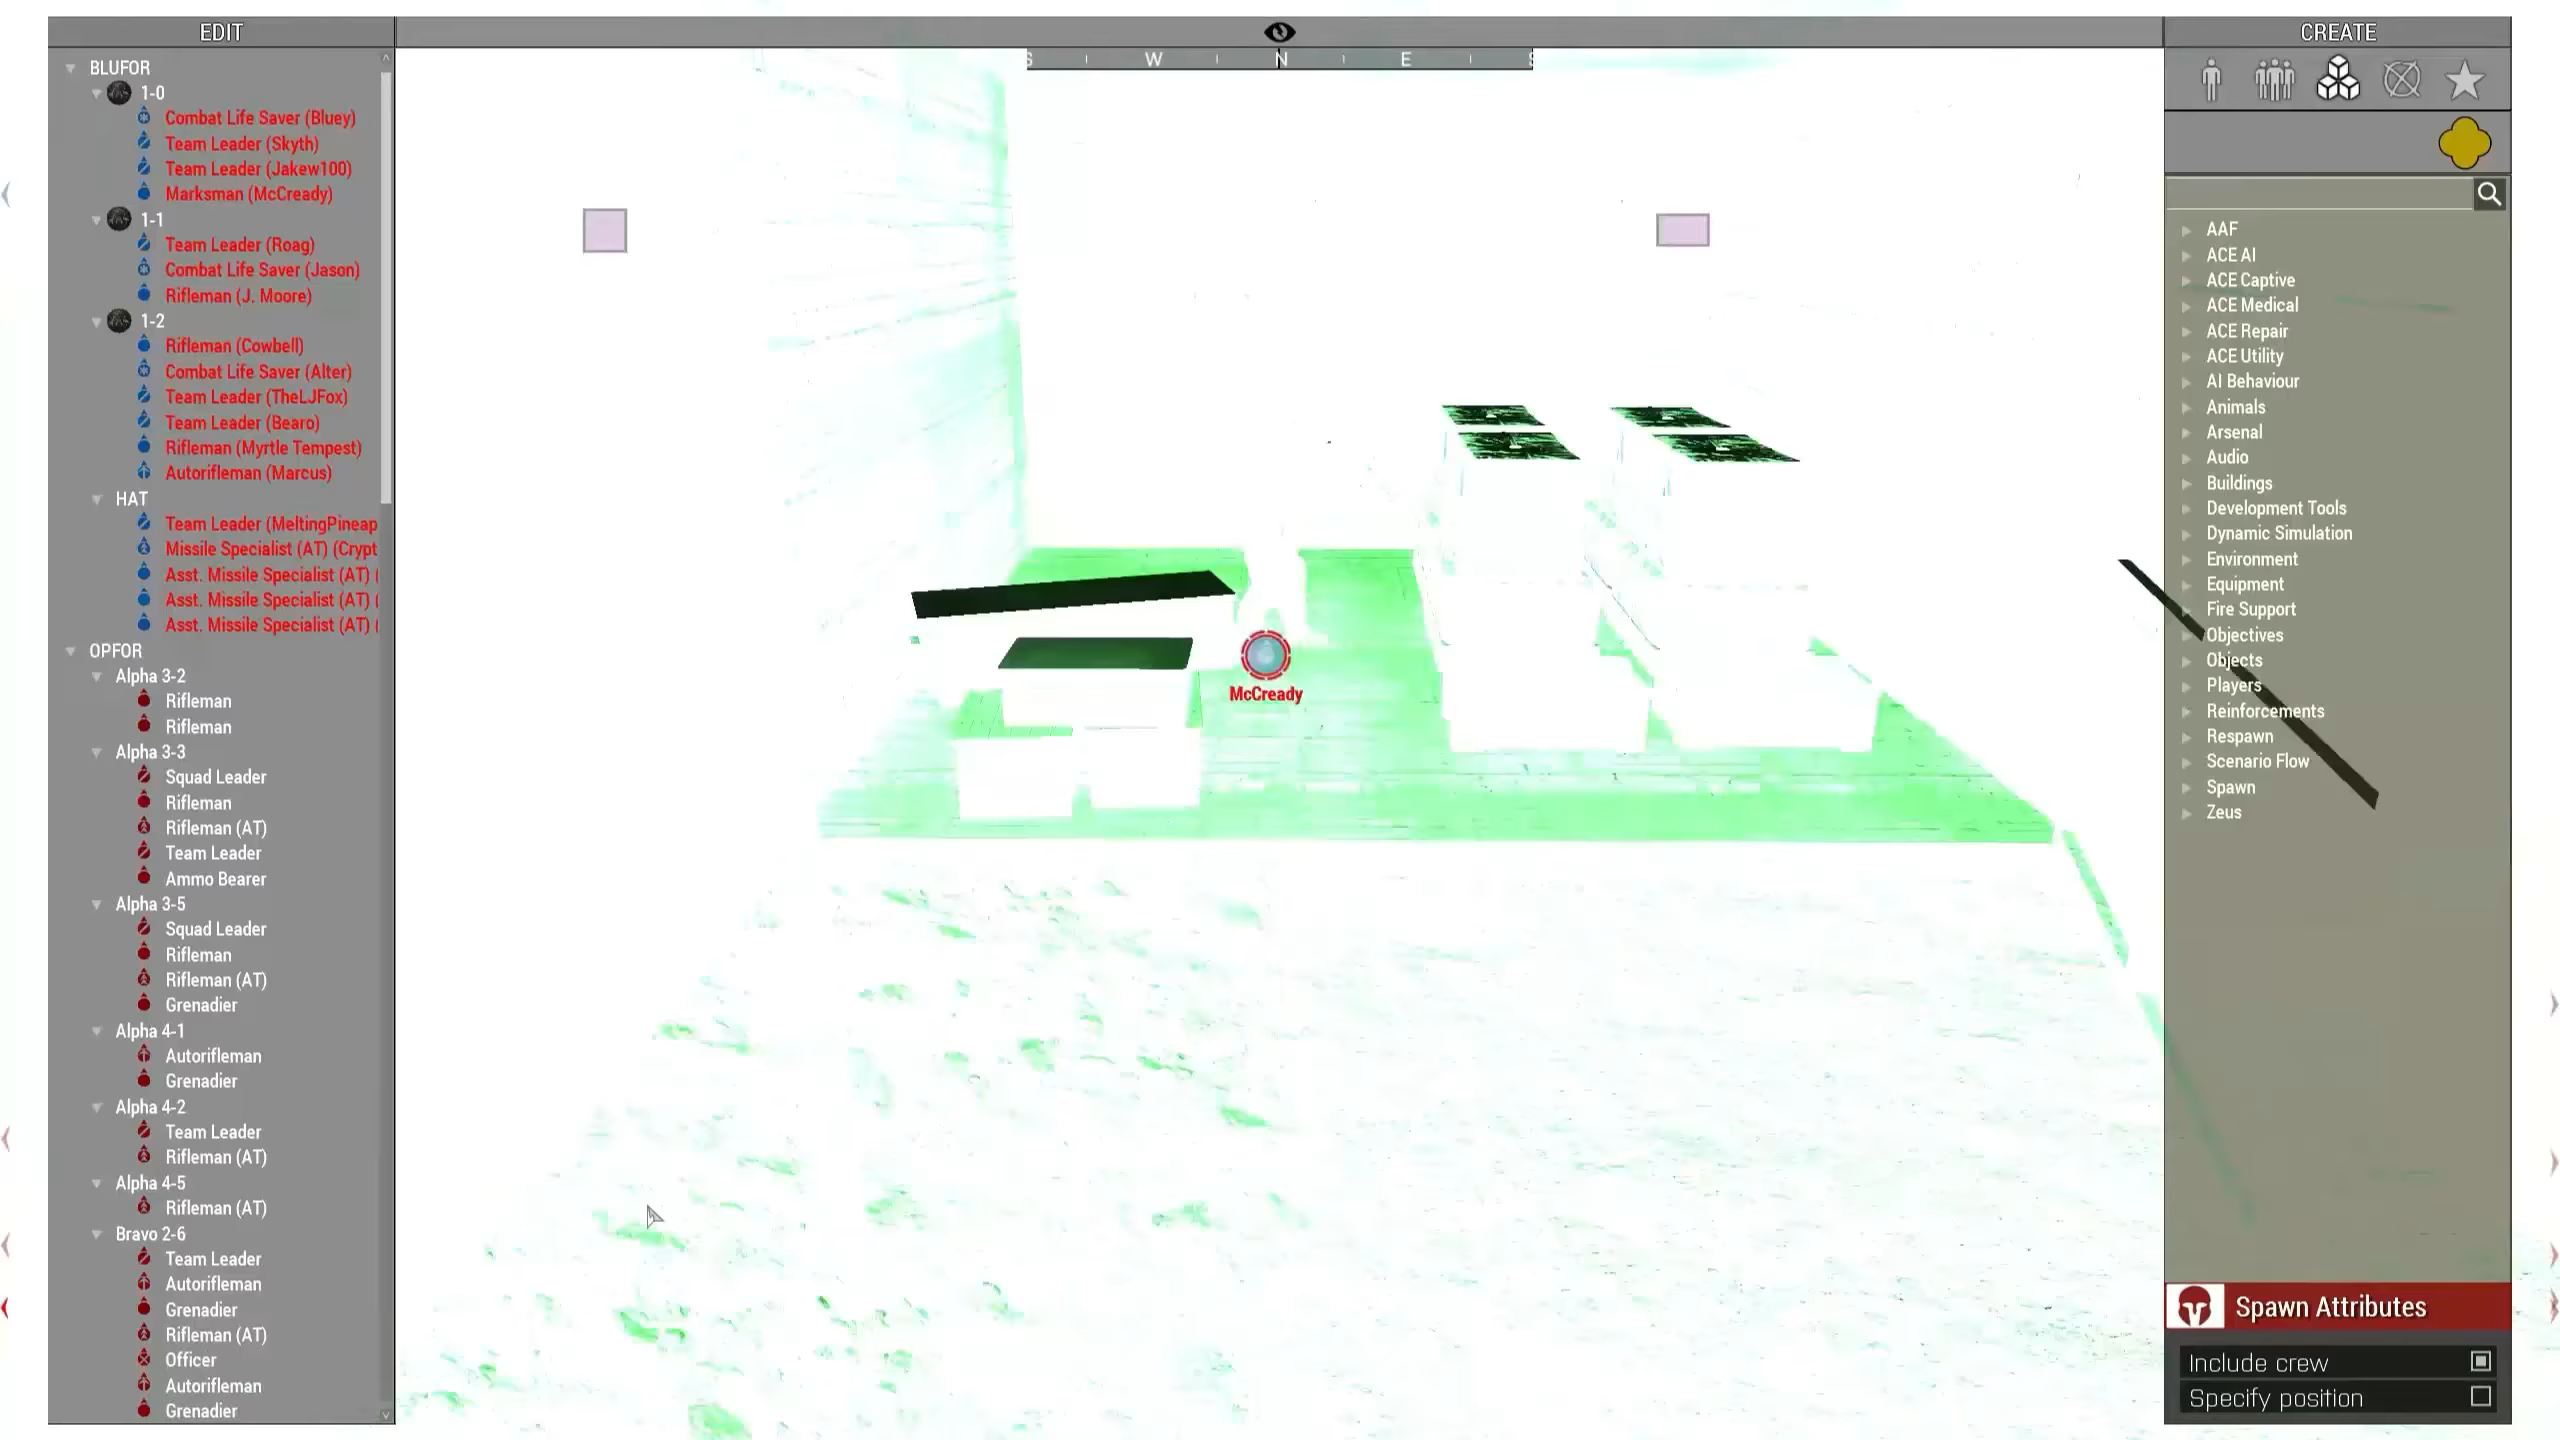 EDIT
BLUFOR
1-0
Combat Life Saver (Bluey)
Team Leader (Skyth)
Team Leader (Jakew100)
Marksman (McCready)
1-1
Team Leader (Roag)
Combat Life Saver (Jason)
Rifleman (J. Moore)
1-2
Rifleman (Cowbell)
Combat Life Saver (Alter)
Team Leader (TheLJFox)
Team Leader (Bearo)
Rifleman (Myrtle Tempest)
Autorifleman (Marcus)
HAT
Team Leader (MeltingPineap
Missile Specialist (AT) (Crypt
Asst. Missile Specialist (AT) (
Asst. Missile Specialist (AT) (
Asst. Missile Specialist (AT) (
OPFOR
Alpha 3-2
Rifleman
Rifleman
Alpha 3-3
Squad Leader
Rifleman
Rifleman (AT)
Team Leader
Ammo Bearer
Alpha 3-5
Squad Leader
Rifleman
Rifleman (AT)
Grenadier
Alpha 4-1
Autorifleman
Grenadier
Alpha 4-2
Team Leader
Rifleman (AT)
Alpha 4-5
Rifleman (AT)
Bravo 2-6
Team Leader
Autorifleman
Grenadier
Rifleman (AT)
Officer
Autorifleman
Grenadier
S W N E S
McCready
CREATE
AAF
ACE AI
ACE Captive
ACE Medical
ACE Repair
ACE Utility
AI Behaviour
Animals
Arsenal
Audio
Buildings
Development Tools
Dynamic Simulation
Environment
Equipment
Fire Support
Objectives
Objects
Players
Reinforcements
Respawn
Scenario Flow
Spawn
Zeus
Spawn Attributes
Include crew
Specify position